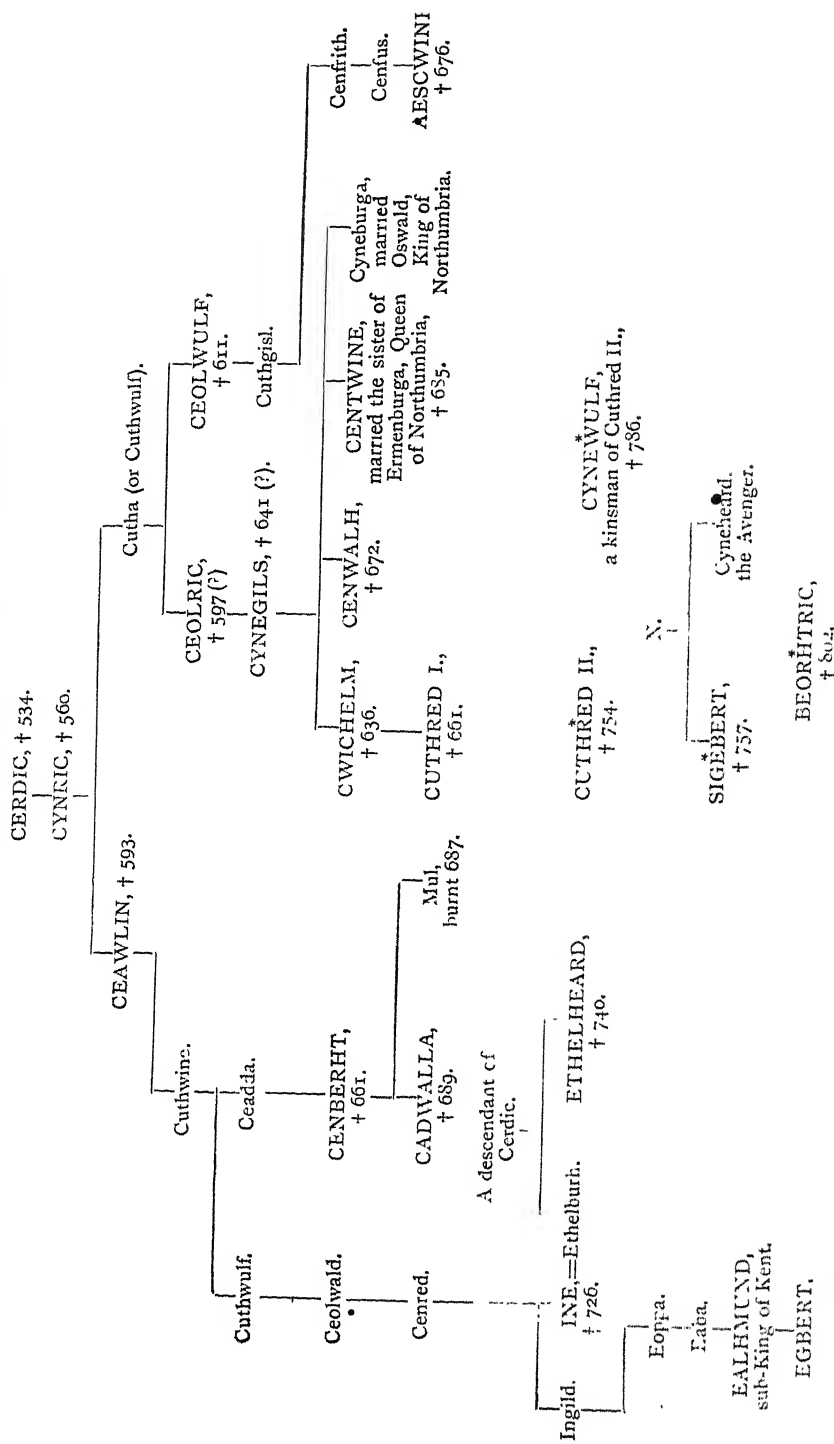 CERDIC, † 534.
CYNRIC, † 560.
CEAWLIN, † 593.
Cutha (or Cuthwulf).
Cuthwine.
CEOLRIC,
† 597 (?)
CEOLWULF,
† 611.
Cuthwulf.
Ceadda.
CYNEGILS, † 641 (?).
Cuthgisl.
Ceolwald.
CENBERHT,
† 661.
CWICHELM,
† 636.
CENWALH,
† 672.
CENTWINE,
married the sister of
Ermenburga, Queen
of Northumbria,
† 685.
Cyneburga,
married
Oswald,
King of
Northumbria.
Cenfrith.
Cenfus.
AESCWINE
† 676.
Cenred.
CADWALLA,
† 689.
Mul,
burnt 687.
CUTHRED I.,
† 661.
A descendant of
Cerdic.
Ingild.
INE,=Ethelburh.
† 726.
ETHELHEARD,
† 740.
CUTHRED II.,
*
† 754.
CYNEWULF,
*
a kinsman of Cuthred II.,
† 786.
Eoppa.
Eaba.
EALHMUND,
sub-King of Kent.
EGBERT.
N.
SIGEBERT,
*
† 757.
Cyneheard.
the Avenger.
BEORHTRIC,
*
† 802.